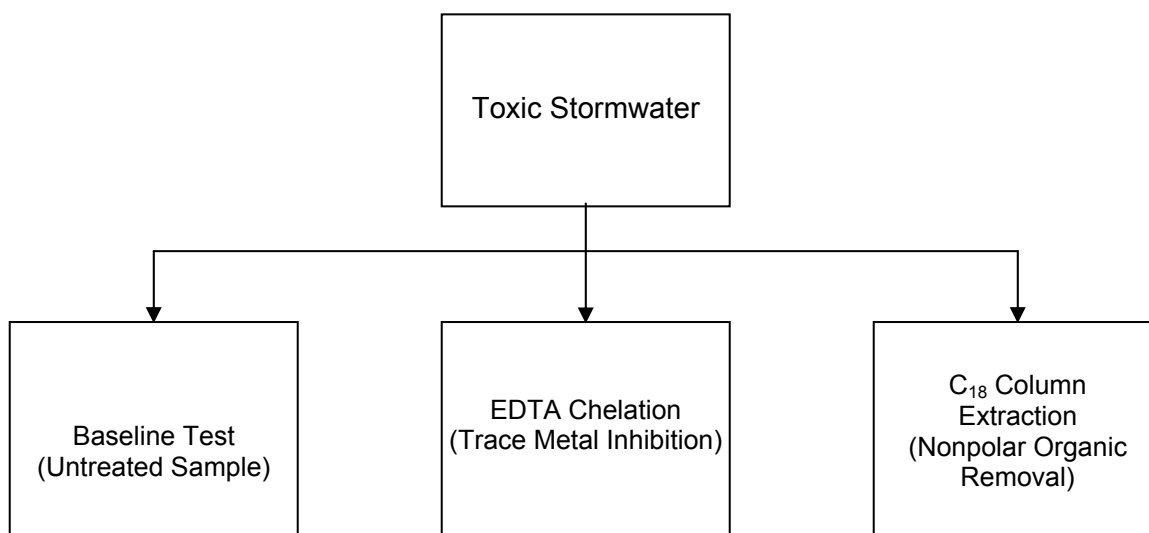 Toxic Stormwater
Baseline Test
(Untreated Sample)
EDTA Chelation
(Trace Metal Inhibition)
C₁₈ Column
Extraction
(Nonpolar Organic
Removal)